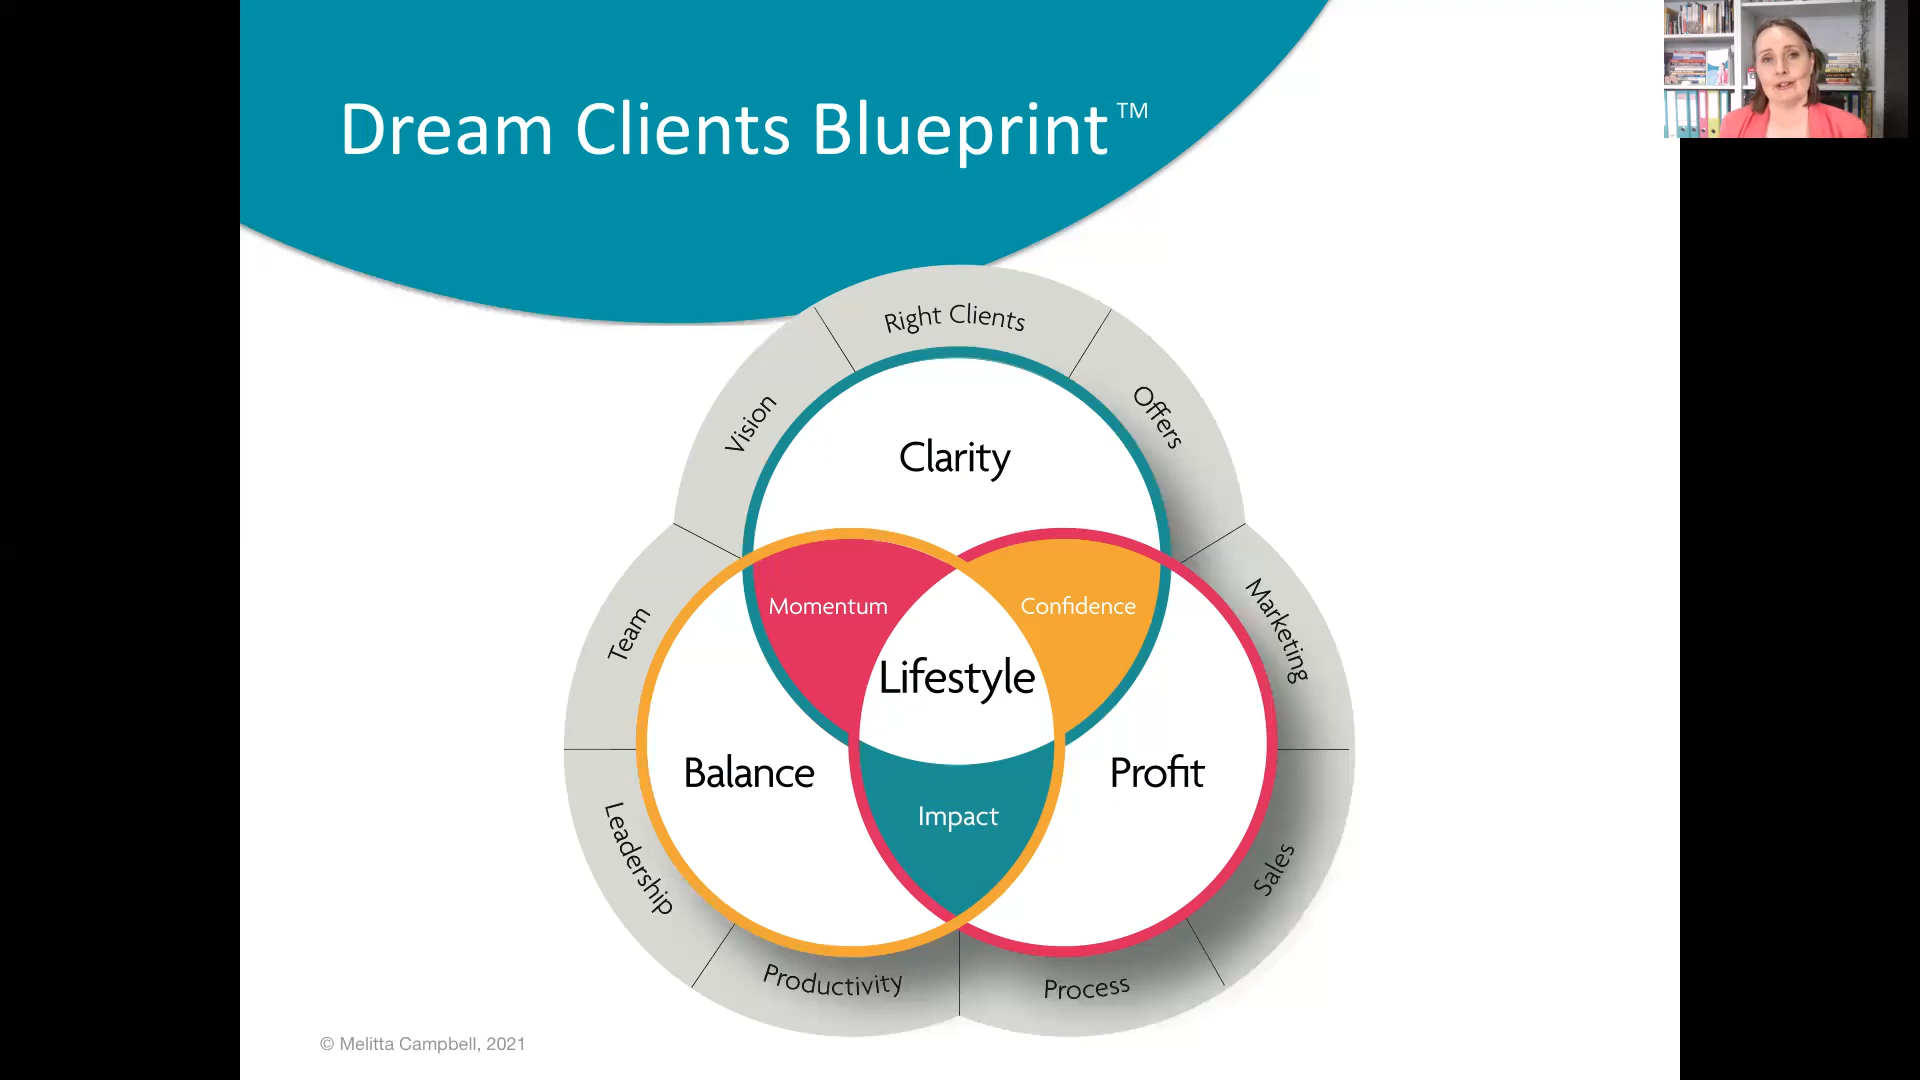 Dream Clients Blueprint™
Right Clients
Vision
Offers
Clarity
Momentum
Confidence
Team
Marketing
Lifestyle
Balance
Profit
Impact
Leadership
Sales
Productivity
Process
© Melitta Campbell, 2021